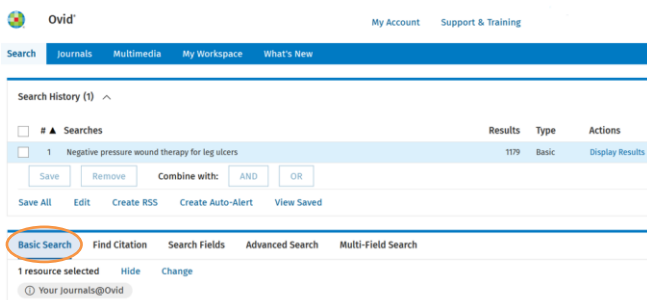 Ovid®
My Account Support & Training
Search Journals Multimedia My Workspace What's New
Search History (1)
# ▲ Searches Results Type Actions
1 Negative pressure wound therapy for leg ulcers 1179 Basic Display Results
Save Remove Combine with: AND OR
Save All Edit Create RSS Create Auto-Alert View Saved
Basic Search Find Citation Search Fields Advanced Search Multi-Field Search
1 resource selected Hide Change
Your Journals@Ovid